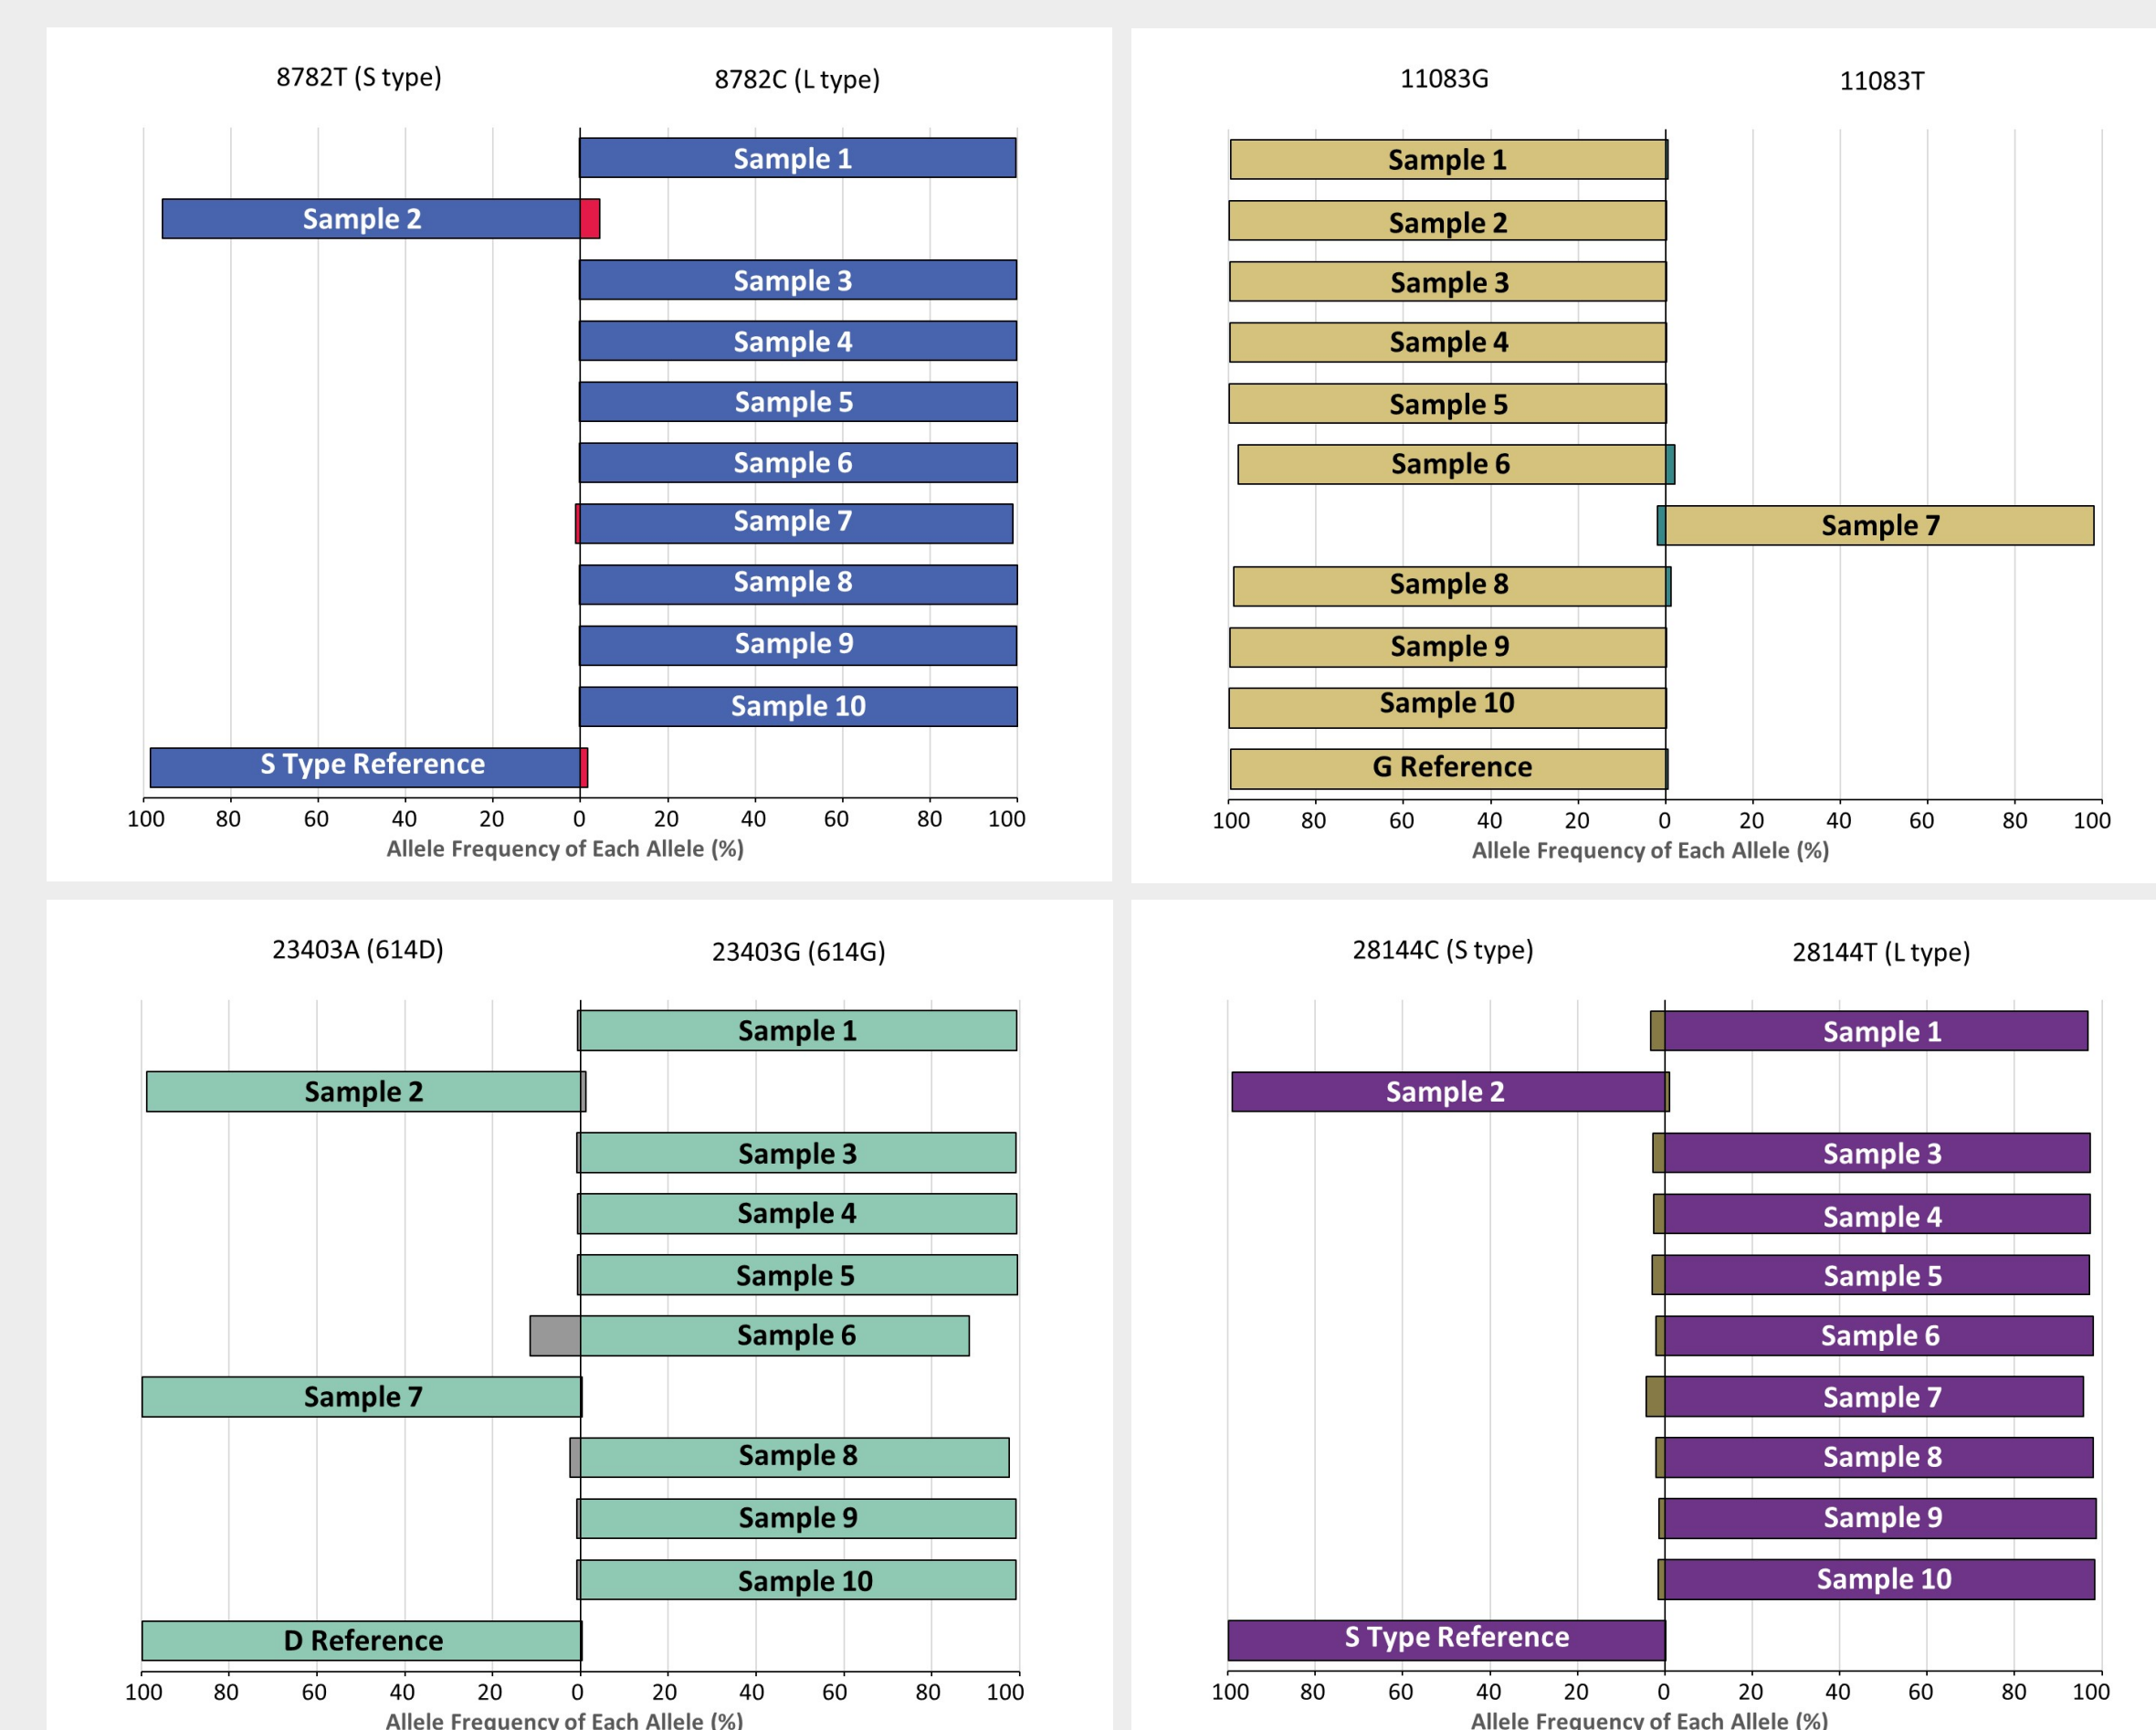 8782T (S type) 8782C (L type)
Sample 1
Sample 2
Sample 3
Sample 4
Sample 5
Sample 6
Sample 7
Sample 8
Sample 9
Sample 10
S Type Reference
100 80 60 40 20 0 20 40 60 80 100
Allele Frequency of Each Allele (%)
11083G 11083T
Sample 1
Sample 2
Sample 3
Sample 4
Sample 5
Sample 6
Sample 7
Sample 8
Sample 9
Sample 10
G Reference
100 80 60 40 20 0 20 40 60 80 100
Allele Frequency of Each Allele (%)
23403A (614D) 23403G (614G)
Sample 1
Sample 2
Sample 3
Sample 4
Sample 5
Sample 6
Sample 7
Sample 8
Sample 9
Sample 10
D Reference
100 80 60 40 20 0 20 40 60 80 100
Allele Frequency of Each Allele (%)
28144C (S type) 28144T (L type)
Sample 1
Sample 2
Sample 3
Sample 4
Sample 5
Sample 6
Sample 7
Sample 8
Sample 9
Sample 10
S Type Reference
100 80 60 40 20 0 20 40 60 80 100
Allele Frequency of Each Allele (%)